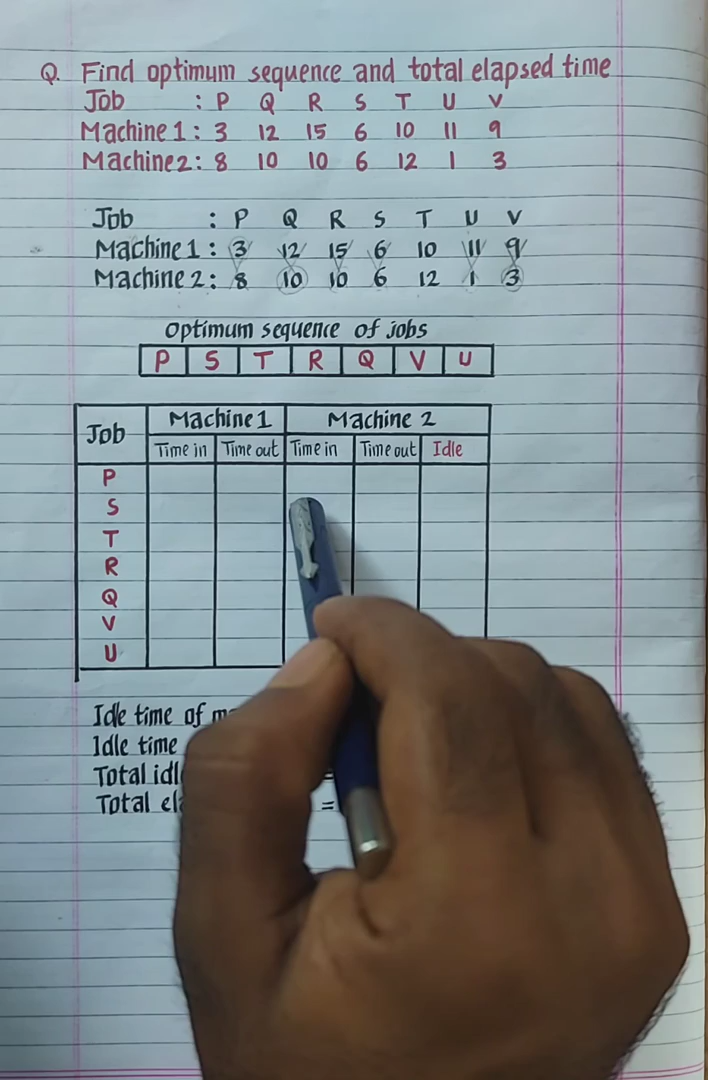 Q. Find optimum sequence and total elapsed time
Job : P Q R S T U V
Machine 1 : 3 12 15 6 10 11 9
Machine 2 : 8 10 10 6 12 1 3
Job : P Q R S T U V
Machine 1 : 3 12 15 6 10 11 9
Machine 2 : 8 10 10 6 12 1 3
Optimum sequence of jobs
P S T R Q V U
Job Machine 1 Machine 2
Time in Time out Time in Time out Idle
P
S
T
R
Q
V
U
Idle time of
Idle time
Total
Total =